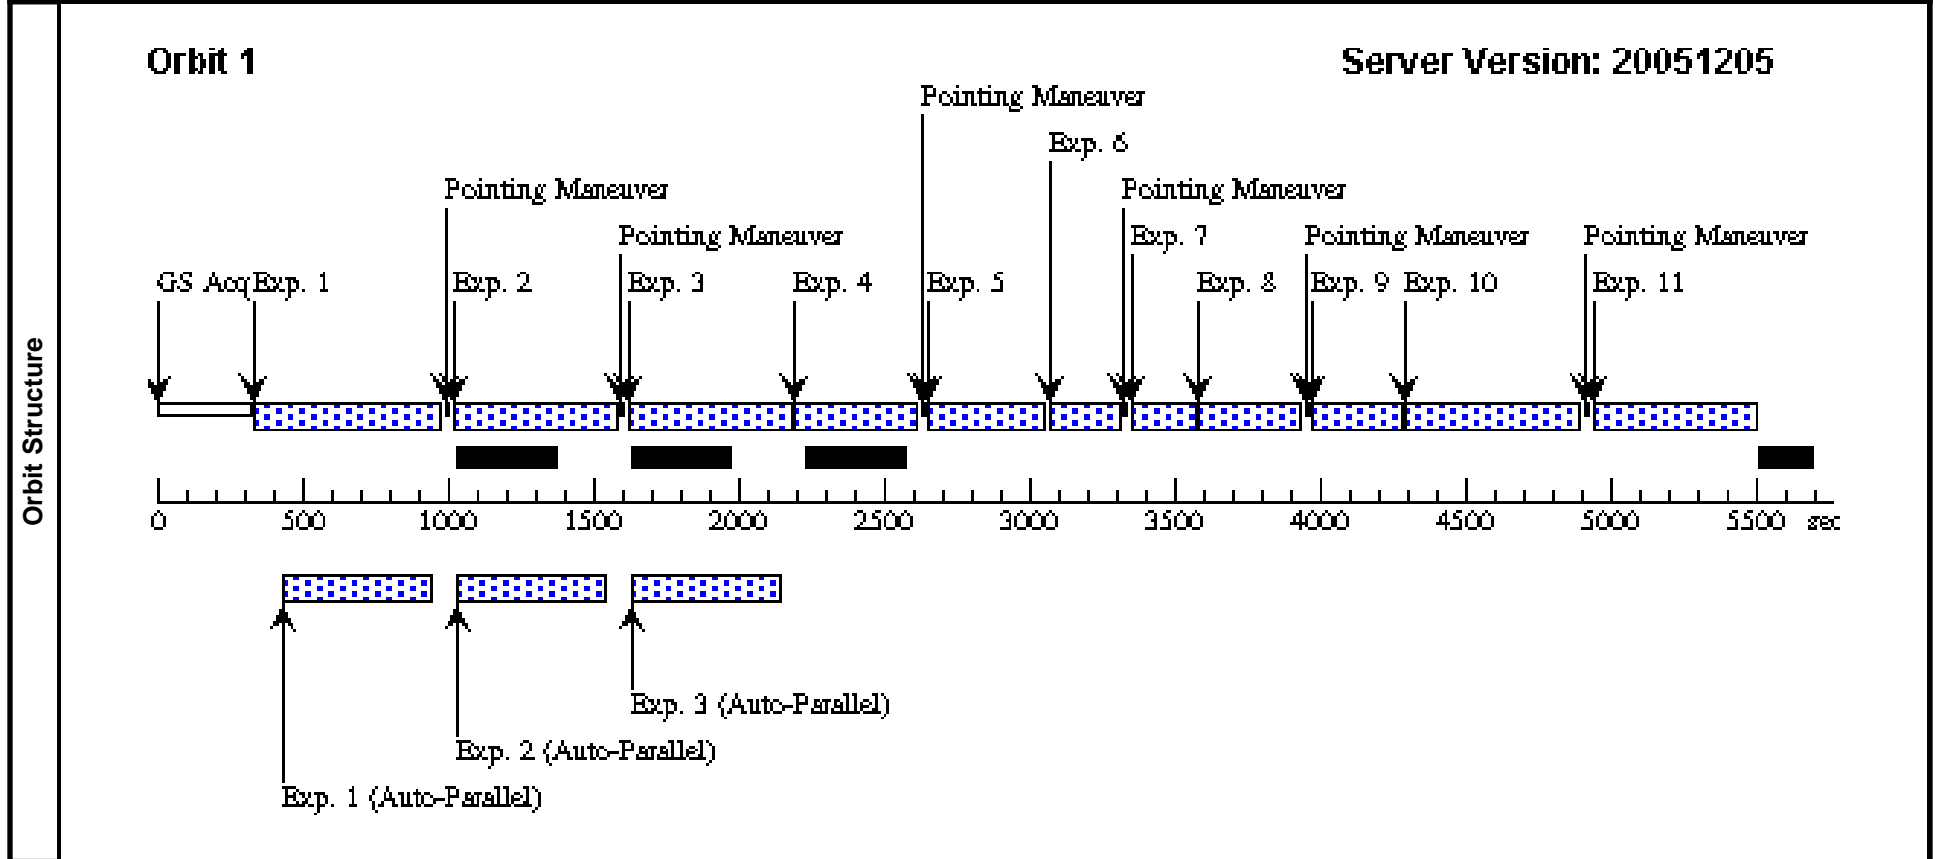 Orbit 1
Server Version: 20051205
Pointing Maneuver
Exp. 6
Pointing Maneuver
Pointing Maneuver
Pointing Maneuver
Exp. 7
Pointing Maneuver
Pointing Maneuver
GS Acq
Exp. 1
Exp. 2
Exp. 3
Exp. 4
Exp. 5
Exp. 8
Exp. 9
Exp. 10
Exp. 11
Orbit Structure
0 500 1000 1500 2000 2500 3000 3500 4000 4500 5000 5500 sec
Exp. 3 (Auto-Parallel)
Exp. 2 (Auto-Parallel)
Exp. 1 (Auto-Parallel)